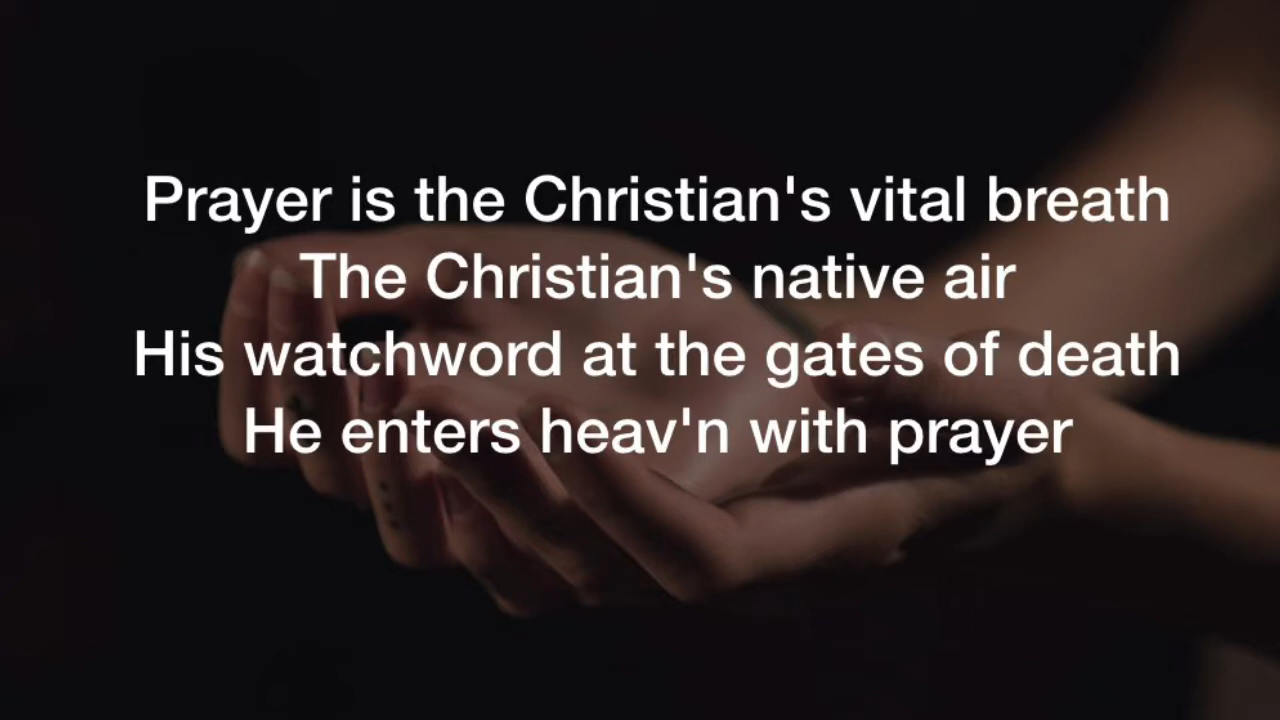 Prayer is the Christian's vital breath
The Christian's native air
His watchword at the gates of death
He enters heav'n with prayer